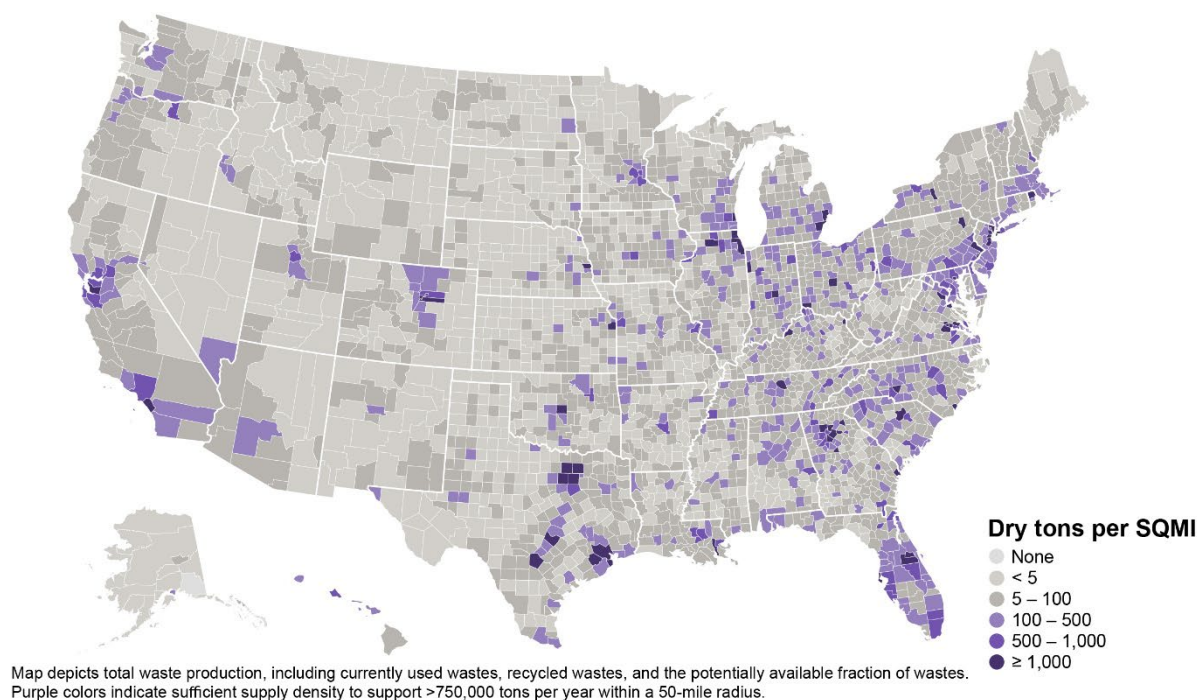 Dry tons per SQMI
None
< 5
5 – 100
100 – 500
500 – 1,000
≥ 1,000
Map depicts total waste production, including currently used wastes, recycled wastes, and the potentially available fraction of wastes.
Purple colors indicate sufficient supply density to support >750,000 tons per year within a 50-mile radius.